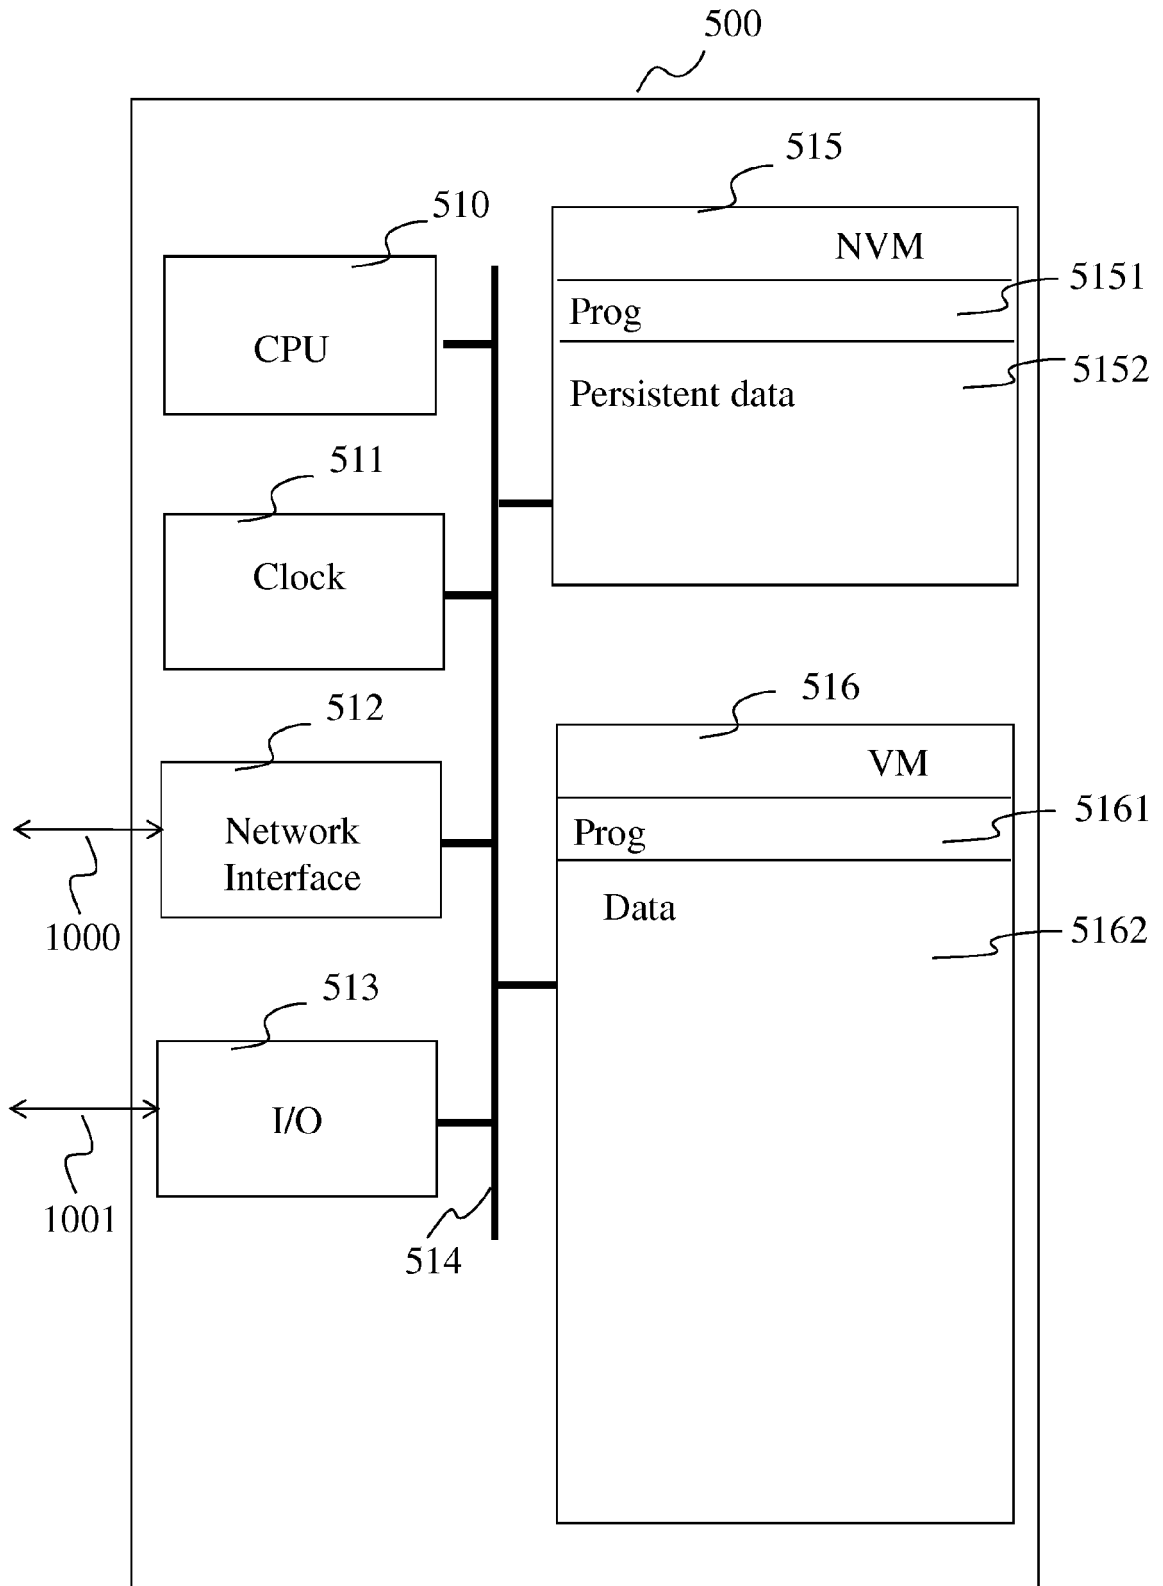 500
515
510
NVM
5151
Prog
CPU
5152
Persistent data
511
Clock
516
512
VM
5161
Network
Interface
Prog
Data
1000
5162
513
I/O
1001
514